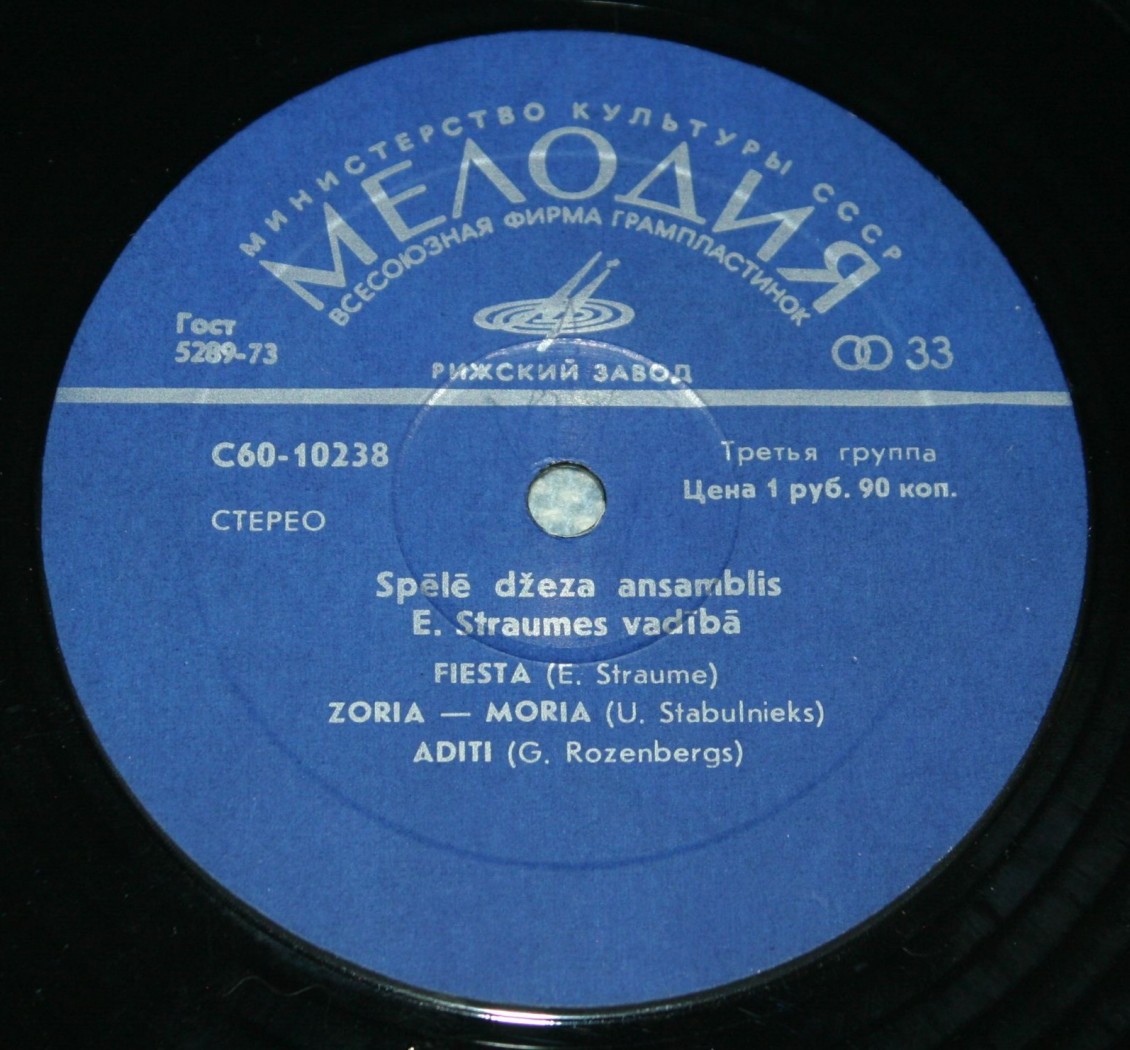 МИНИСТЕРСТВО КУЛЬТУРЫ СССР
МЕЛОДИЯ
ВСЕСОЮЗНАЯ ФИРМА ГРАМПЛАСТИНОК
Гост
5289-73
33
РИЖСКИЙ ЗАВОД
С60-10238
Третья группа
Цена 1 руб. 90 коп.
СТЕРЕО
Spēlē džeza ansamblis
E. Straumes vadībā
FIESTA (E. Straume)
ZORIA — MORIA (U. Stabulnieks)
ADITI (G. Rozenbergs)